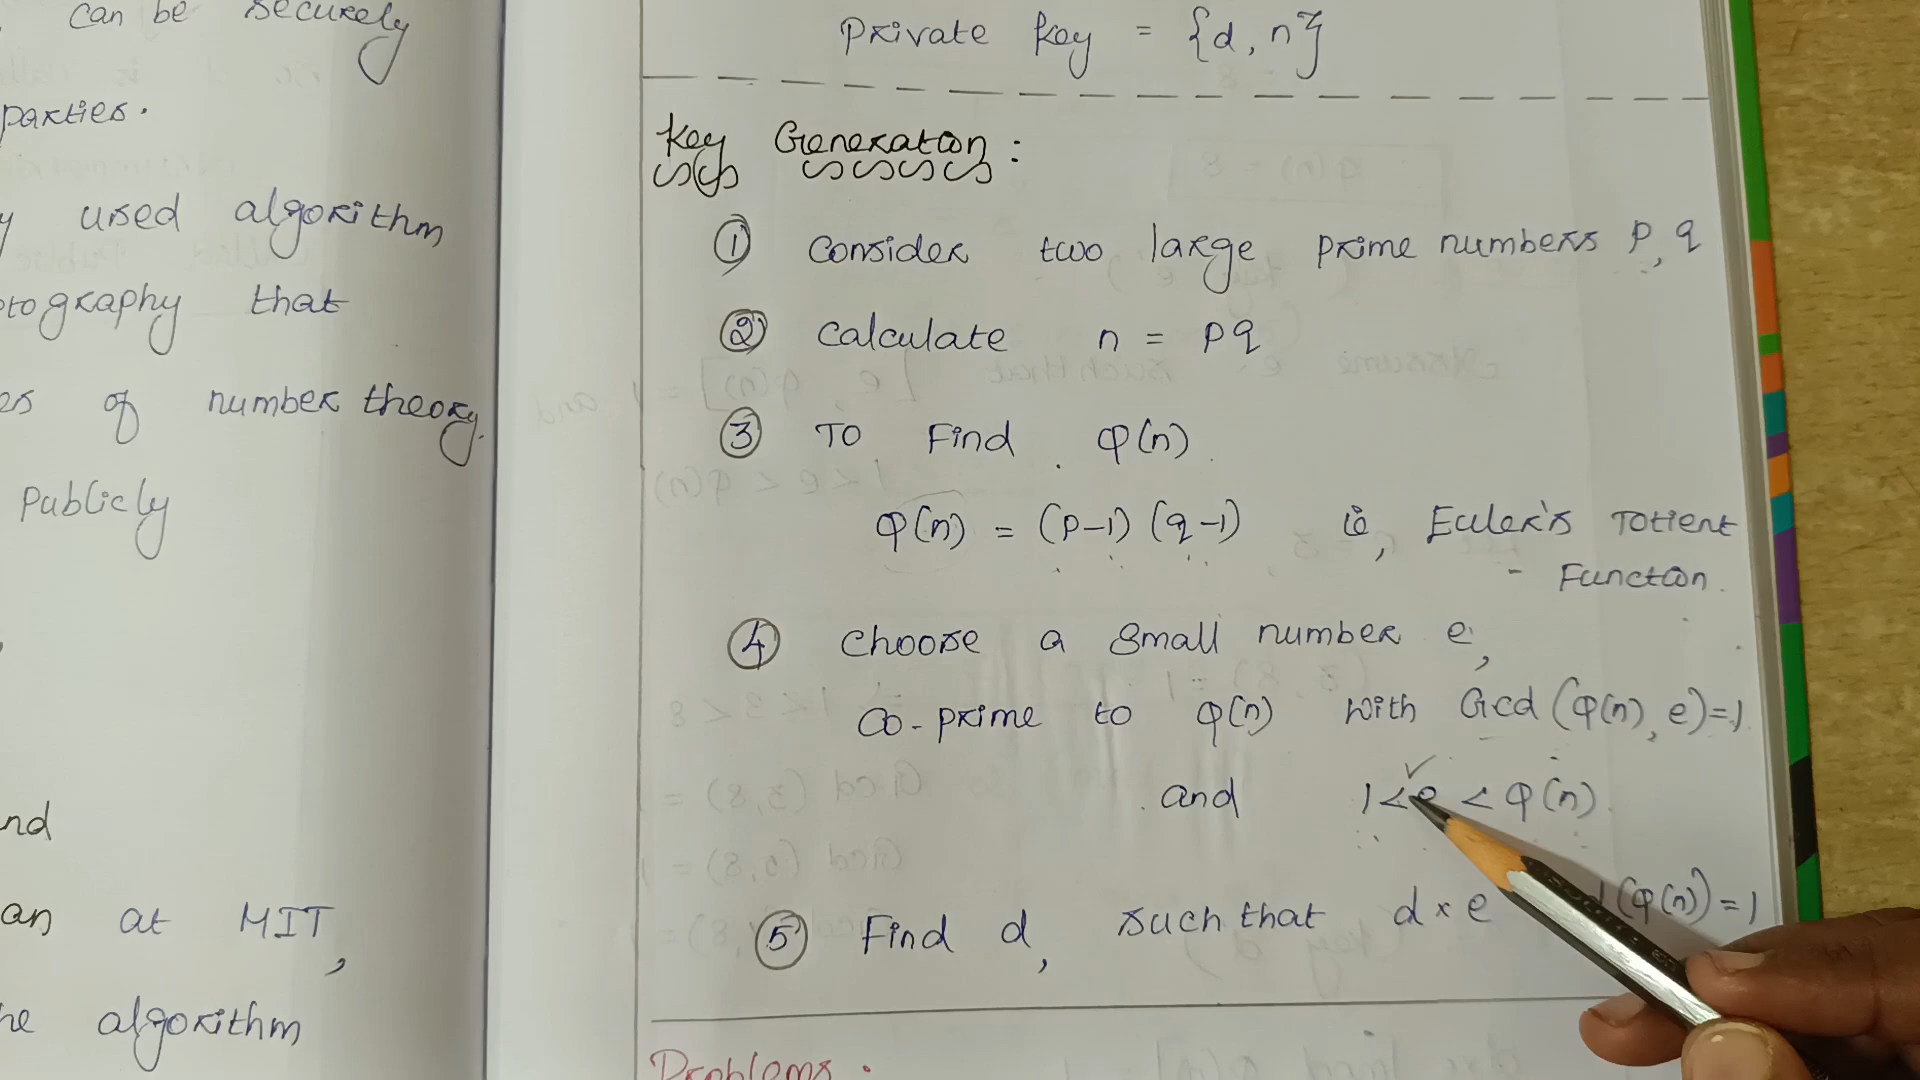 can be securely
parties.
used algorithm
tography that
of number theory.
Publicly
nd
an at MIT,
algorithm
Private key = {d, n}
Key Generation:
① Consider two large prime numbers p, q
② Calculate n = pq
③ To Find φ(n)
φ(n) = (p-1) (q-1) ie, Euler's Totient
- Function.
④ Choose a small number e,
co-prime to φ(n) with Gcd (φ(n), e)=1
and 1 < e < φ(n).
⑤ Find d, such that d × e (φ(n)) = 1
Problems.